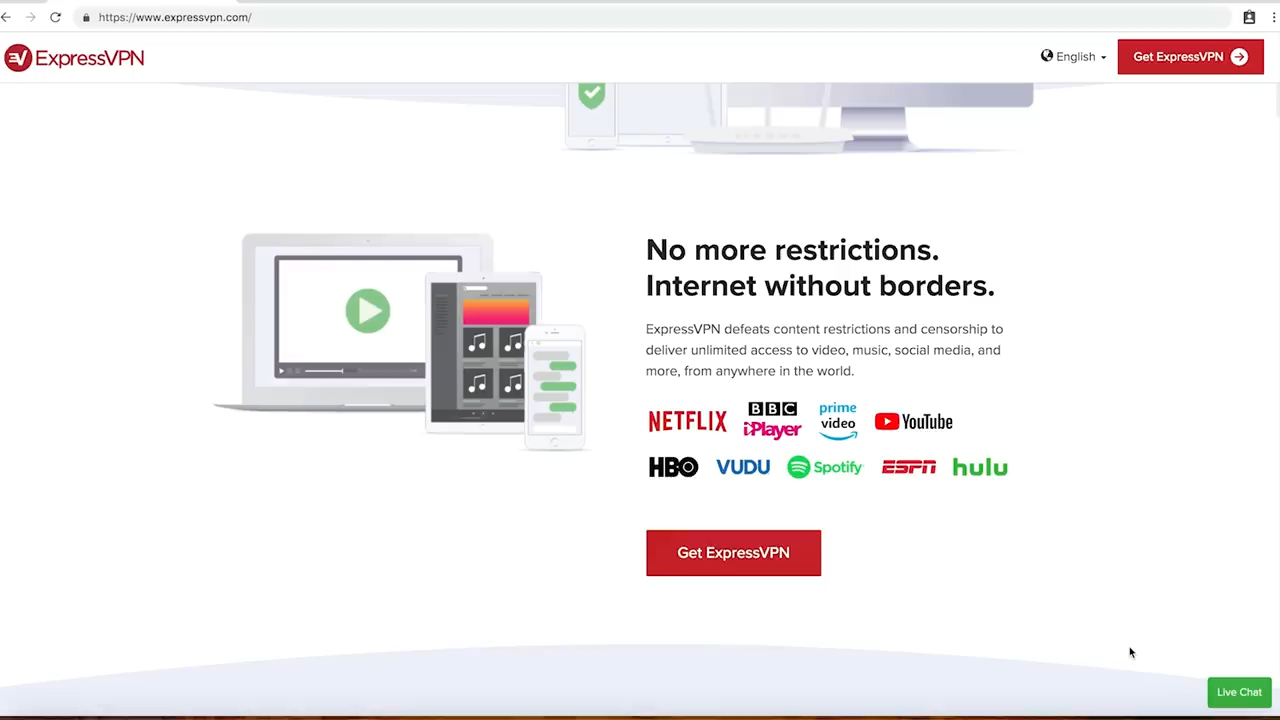 https://www.expressvpn.com/
ExpressVPN
English
Get ExpressVPN
No more restrictions.
Internet without borders.
ExpressVPN defeats content restrictions and censorship to
deliver unlimited access to video, music, social media, and
more, from anywhere in the world.
NETFLIX BBC iPlayer prime video YouTube
HBO VUDU Spotify ESPN hulu
Get ExpressVPN
Live Chat